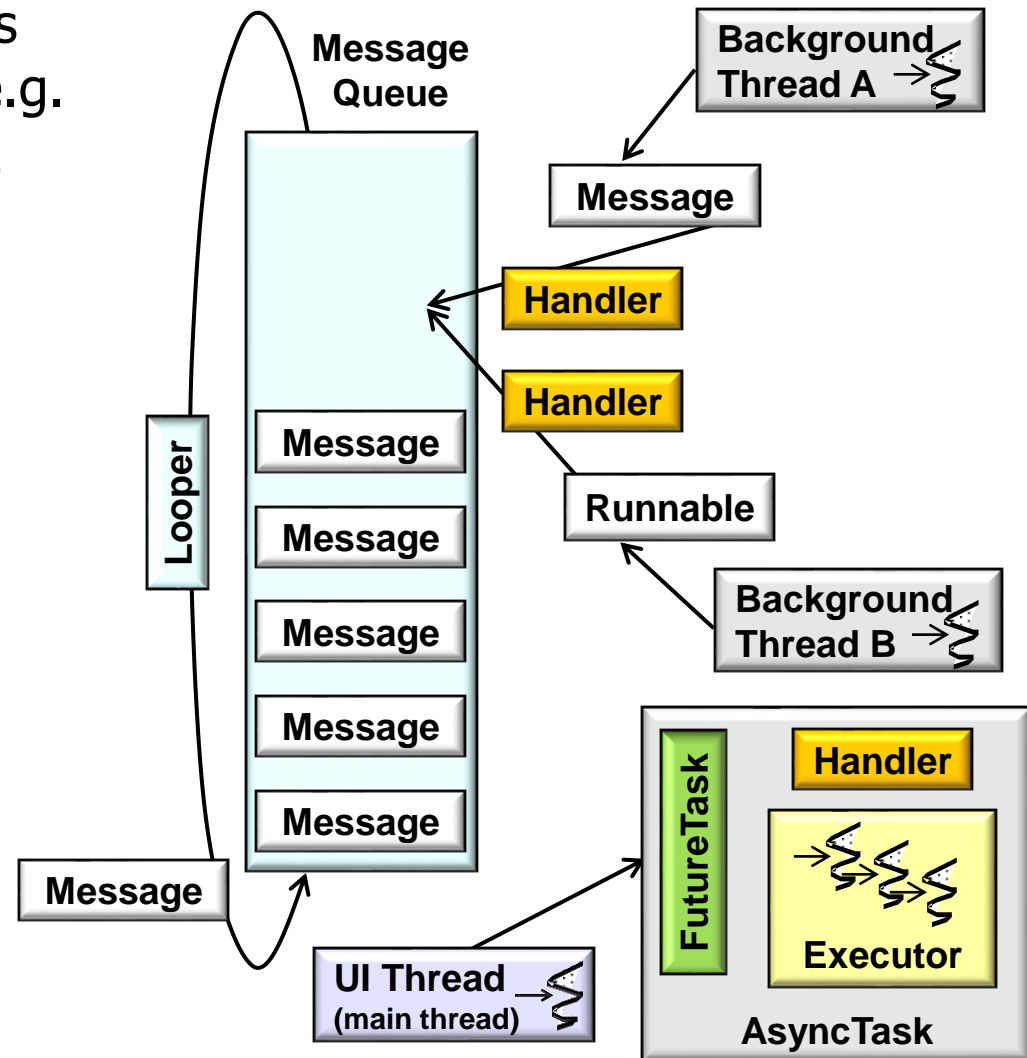 s
e.g.
Message
Queue
Background
Thread A
Message
Handler
Handler
Message
Looper
Runnable
Message
Background
Thread B
Message
Message
FutureTask
Handler
Message
Message
Executor
UI Thread
(main thread)
AsyncTask